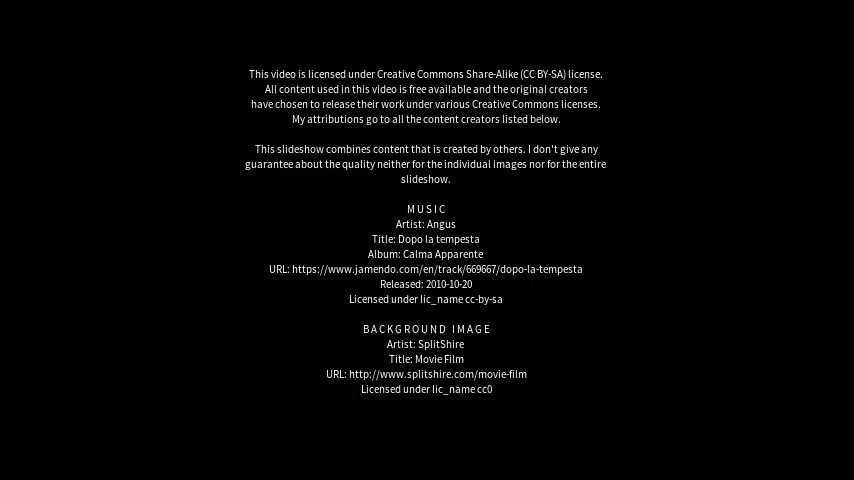 This video is licensed under Creative Commons Share-Alike (CC BY-SA) license.
All content used in this video is free available and the original creators
have chosen to release their work under various Creative Commons licenses.
My attributions go to all the content creators listed below.
This slideshow combines content that is created by others. I don't give any
guarantee about the quality neither for the individual images nor for the entire
slideshow.
MUSIC
Artist: Angus
Title: Dopo la tempesta
Album: Calma Apparente
URL: https://www.jamendo.com/en/track/669667/dopo-la-tempesta
Released: 2010-10-20
Licensed under lic_name cc-by-sa
BACKGROUND IMAGE
Artist: SplitShire
Title: Movie Film
URL: http://www.splitshire.com/movie-film
Licensed under lic_name cc0